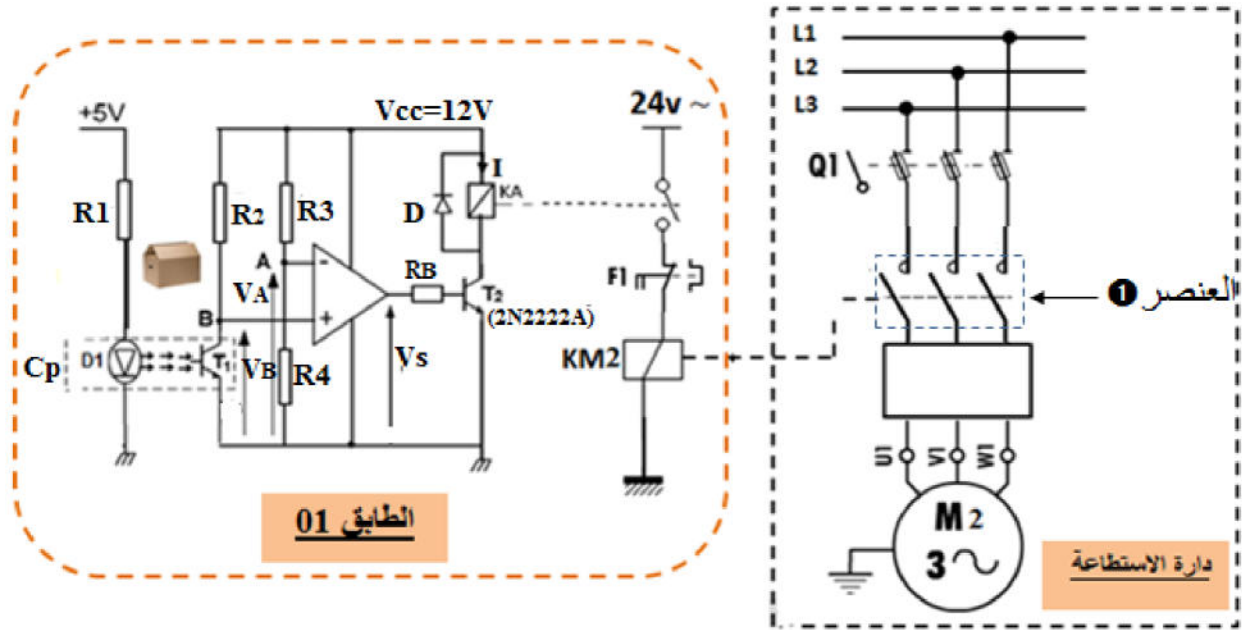 +5V
R1
Cp
D1
T1
R2
B
VB
R3
A
VA
R4
Vcc=12V
-
+
Vs
RB
D
I
KA
T2
(2N2222A)
24v ~
F1
KM2
الطابق 01
L1
L2
L3
Q1
العنصر ❶
U1
V1
W1
M2
3
دارة الاستطاعة